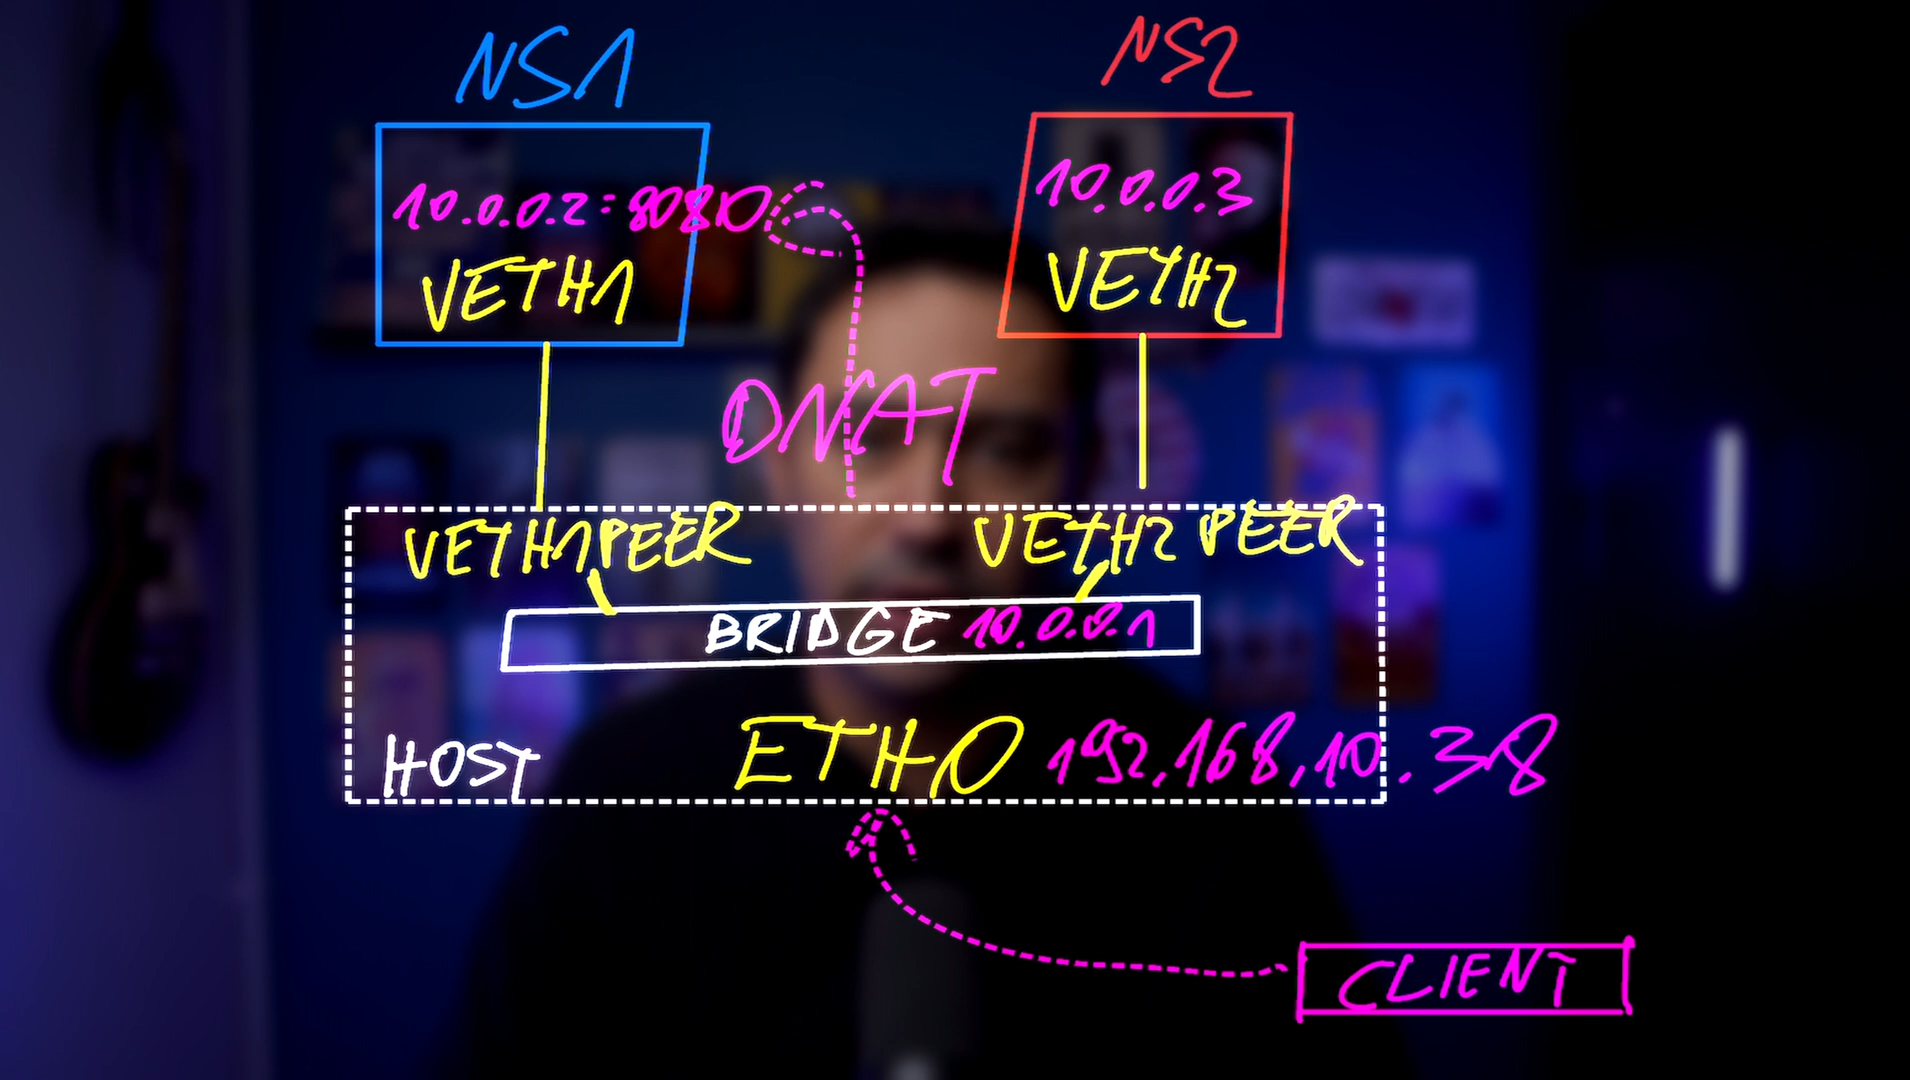 NS1
NS2
10.0.0.2:8080
10.0.0.3
VETH1
VETH2
DNAT
VETH1PEER
VETH2PEER
BRIDGE 10.0.0.1
HOST
ETH0 192.168.10.38
CLIENT